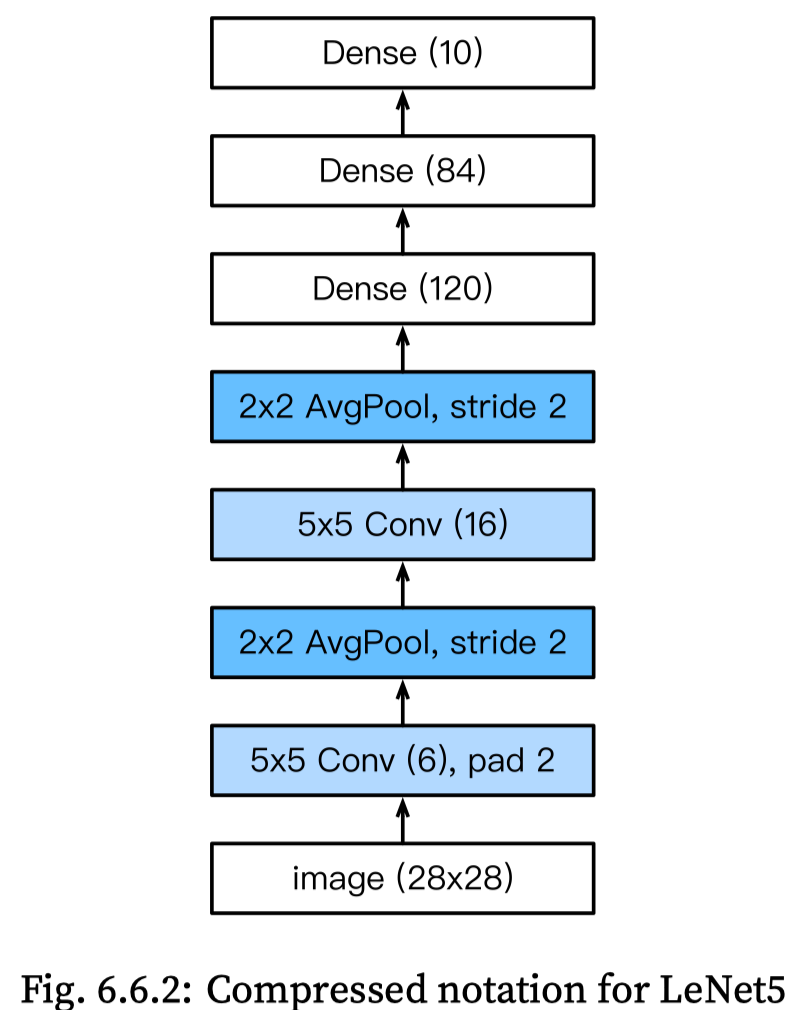 Dense (10)
Dense (84)
Dense (120)
2x2 AvgPool, stride 2
5x5 Conv (16)
2x2 AvgPool, stride 2
5x5 Conv (6), pad 2
image (28x28)
Fig. 6.6.2: Compressed notation for LeNet5